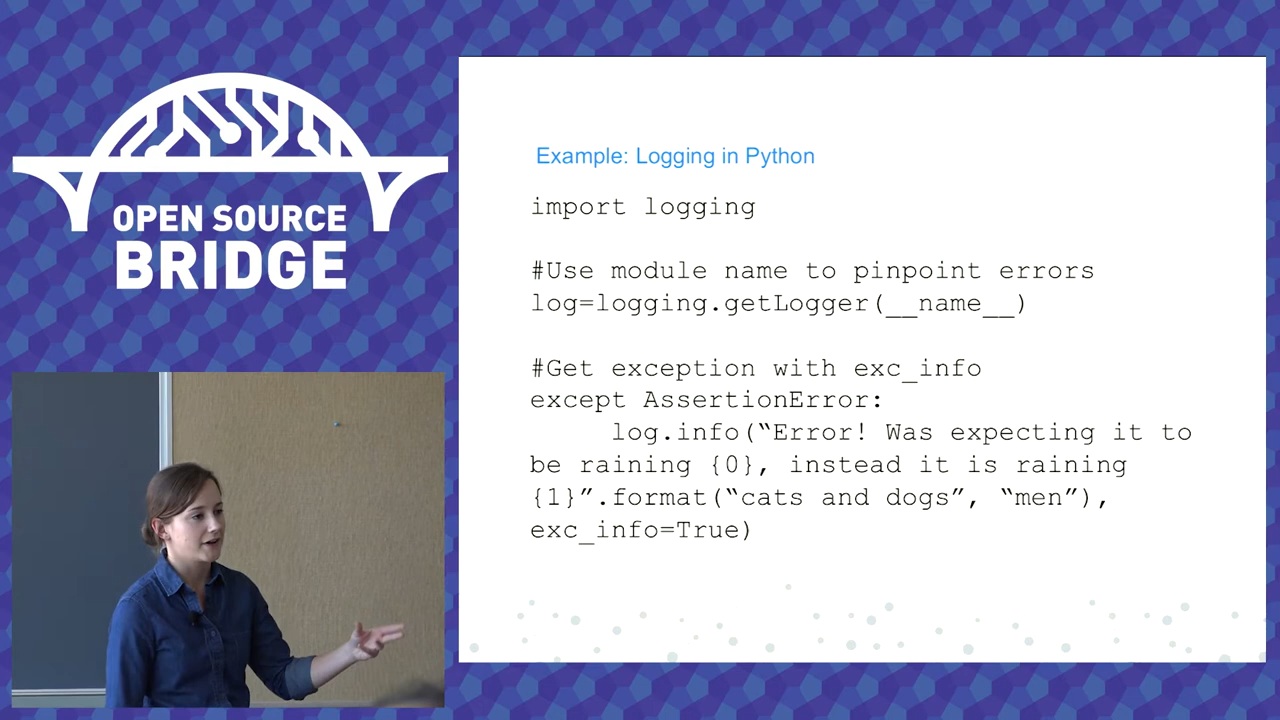 OPEN SOURCE
BRIDGE
Example: Logging in Python
import logging
#Use module name to pinpoint errors
log=logging.getLogger(__name__)
#Get exception with exc_info
except AssertionError:
log.info(“Error! Was expecting it to
be raining {0}, instead it is raining
{1}”.format(“cats and dogs”, “men”),
exc_info=True)